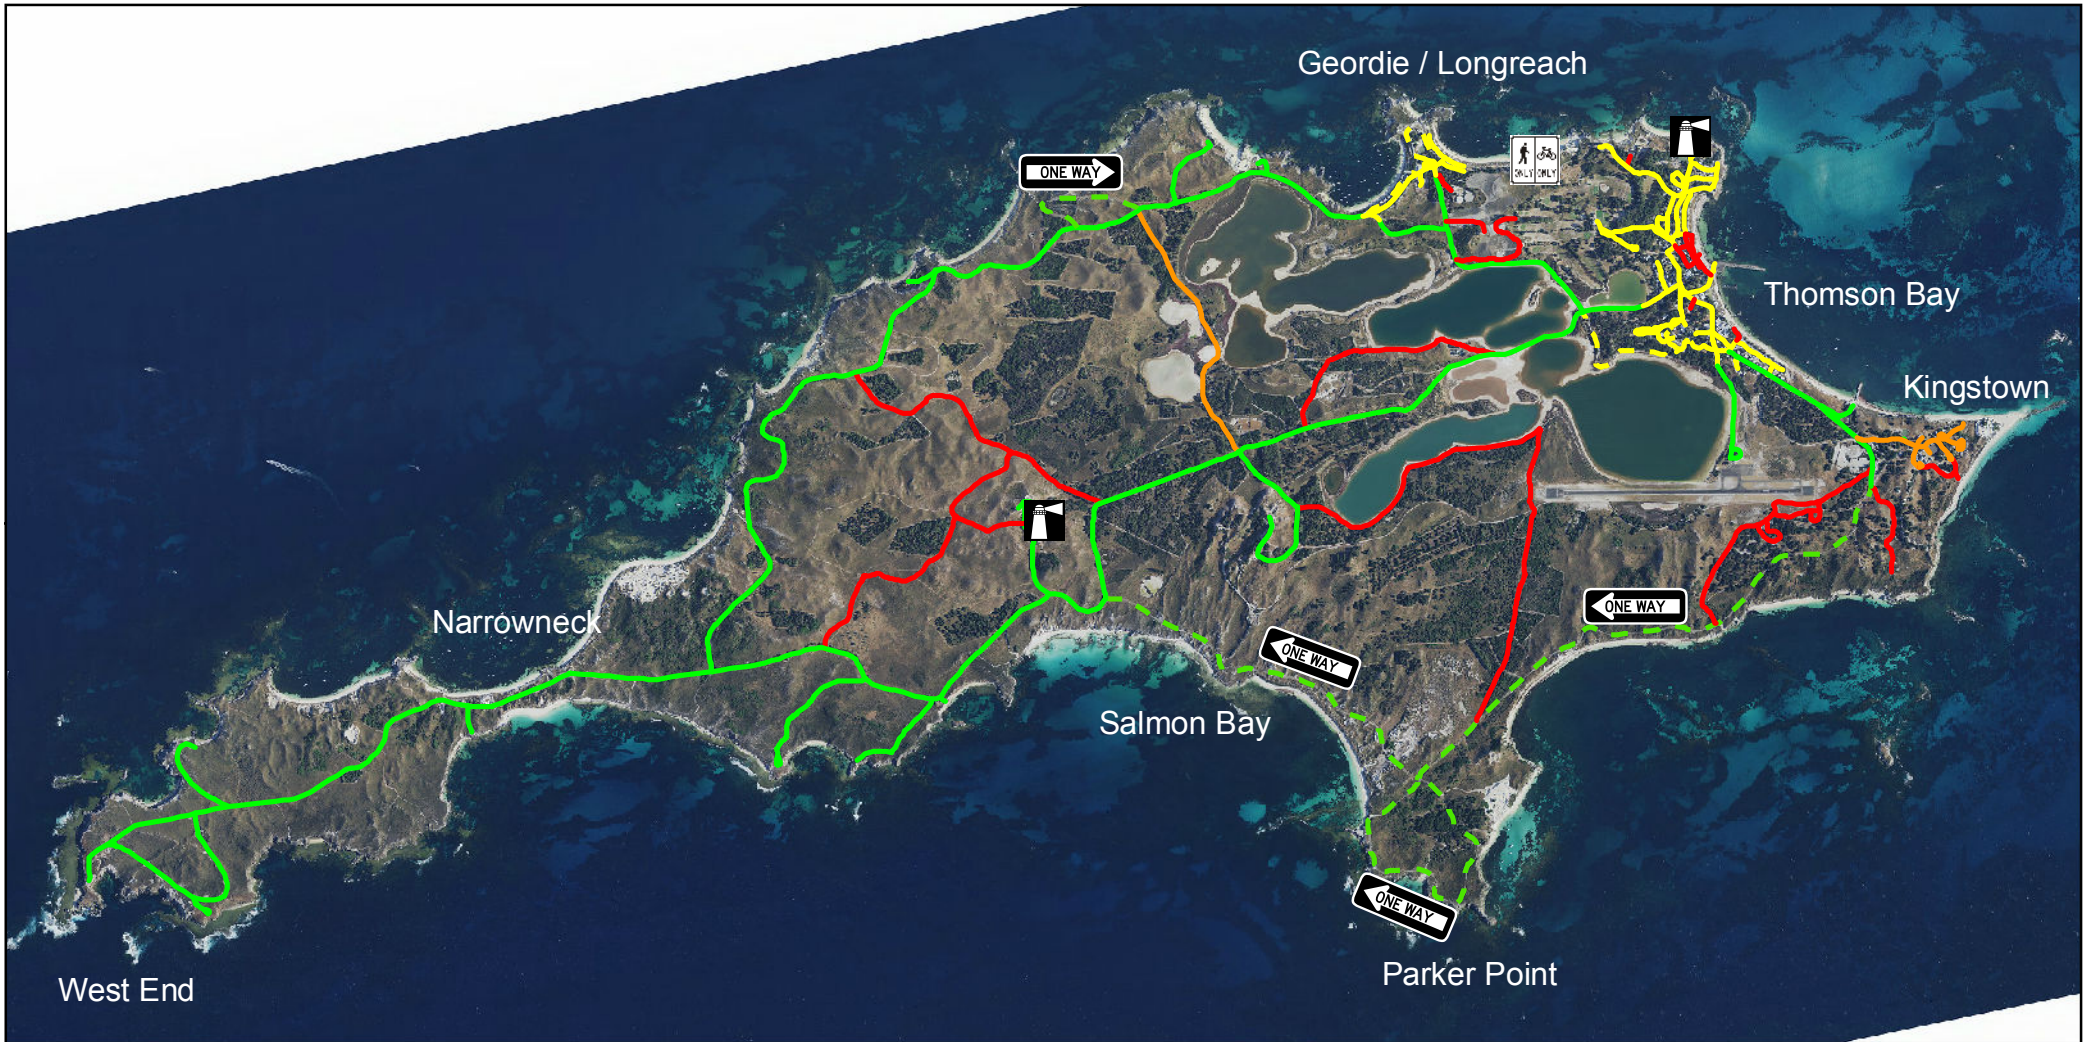 Geordie / Longreach
ONE WAY
ONLY ONLY
Thomson Bay
Kingstown
ONE WAY
Narrowneck
ONE WAY
Salmon Bay
ONE WAY
Parker Point
West End